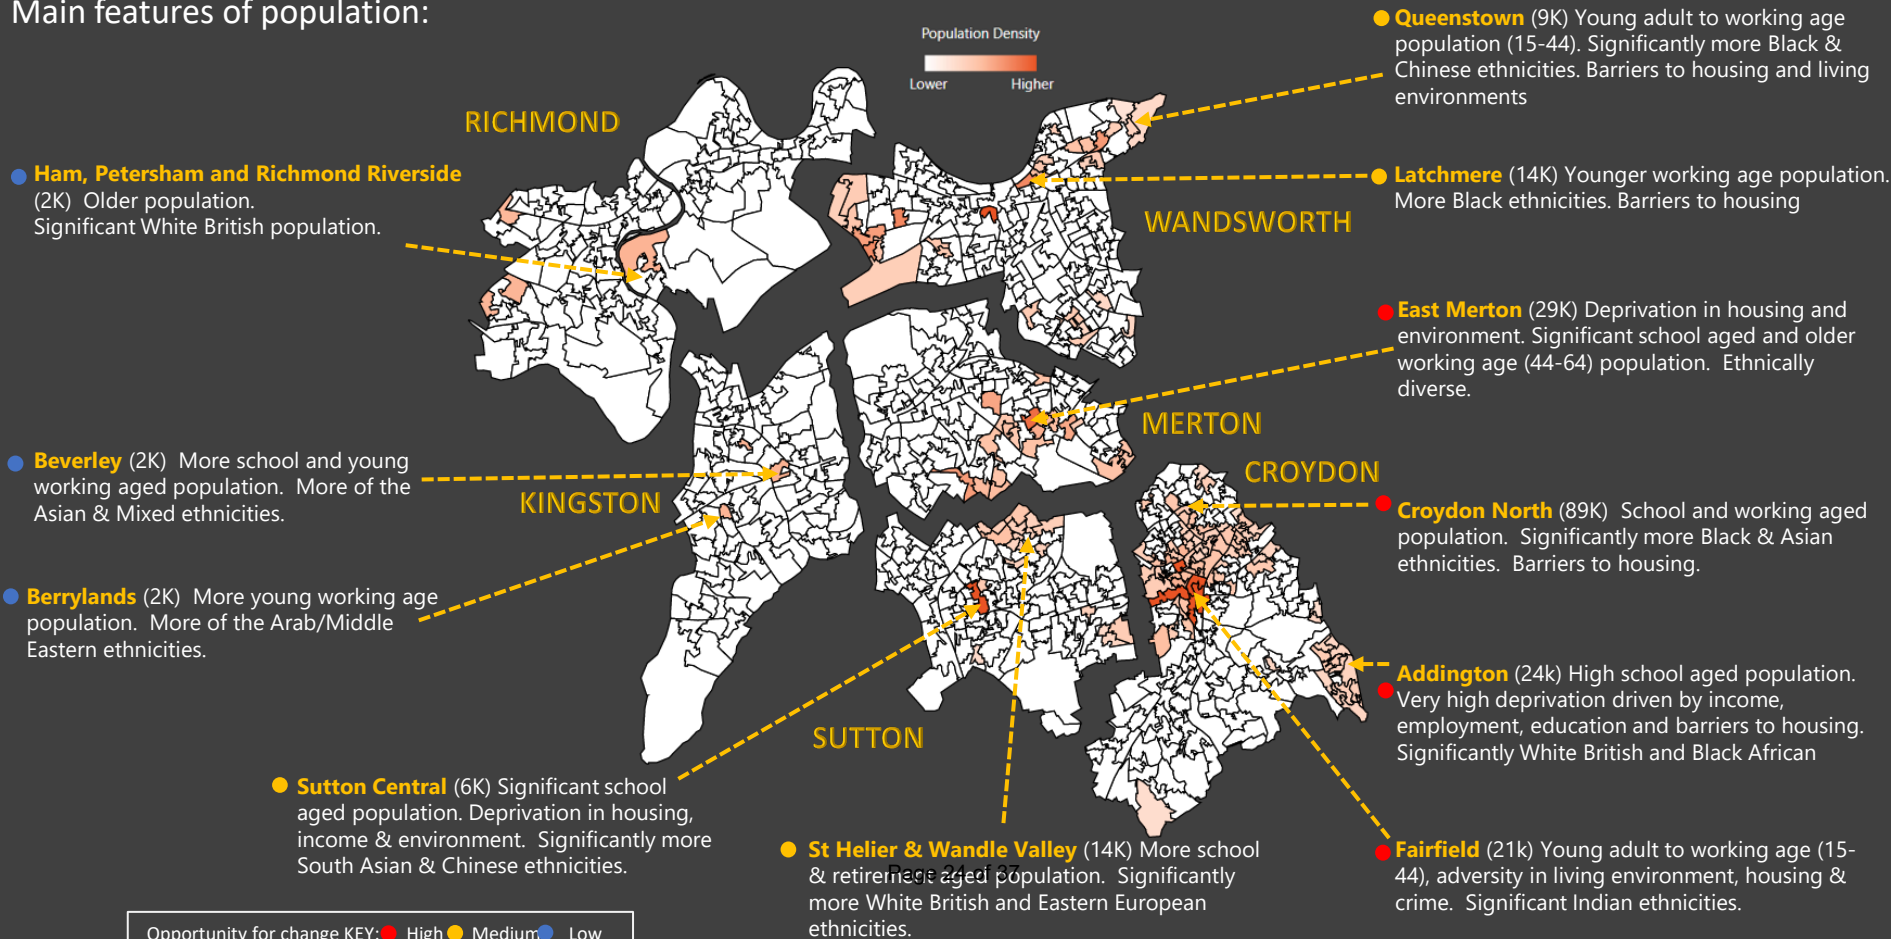 Main features of population:
Population Density
Lower Higher
RICHMOND
WANDSWORTH
MERTON
CROYDON
KINGSTON
SUTTON
Ham, Petersham and Richmond Riverside
(2K) Older population.
Significant White British population.
Beverley (2K) More school and young
working aged population. More of the
Asian & Mixed ethnicities.
Berrylands (2K) More young working age
population. More of the Arab/Middle
Eastern ethnicities.
Sutton Central (6K) Significant school
aged population. Deprivation in housing,
income & environment. Significantly more
South Asian & Chinese ethnicities.
St Helier & Wandle Valley (14K) More school
& retirement aged population. Significantly
more White British and Eastern European
ethnicities.
Page 24 of 37
Queenstown (9K) Young adult to working age
population (15-44). Significantly more Black &
Chinese ethnicities. Barriers to housing and living
environments
Latchmere (14K) Younger working age population.
More Black ethnicities. Barriers to housing
East Merton (29K) Deprivation in housing and
environment. Significant school aged and older
working age (44-64) population. Ethnically
diverse.
Croydon North (89K) School and working aged
population. Significantly more Black & Asian
ethnicities. Barriers to housing.
Addington (24k) High school aged population.
Very high deprivation driven by income,
employment, education and barriers to housing.
Significantly White British and Black African
Fairfield (21k) Young adult to working age (15-
44), adversity in living environment, housing &
crime. Significant Indian ethnicities.
Opportunity for change KEY: High Medium Low